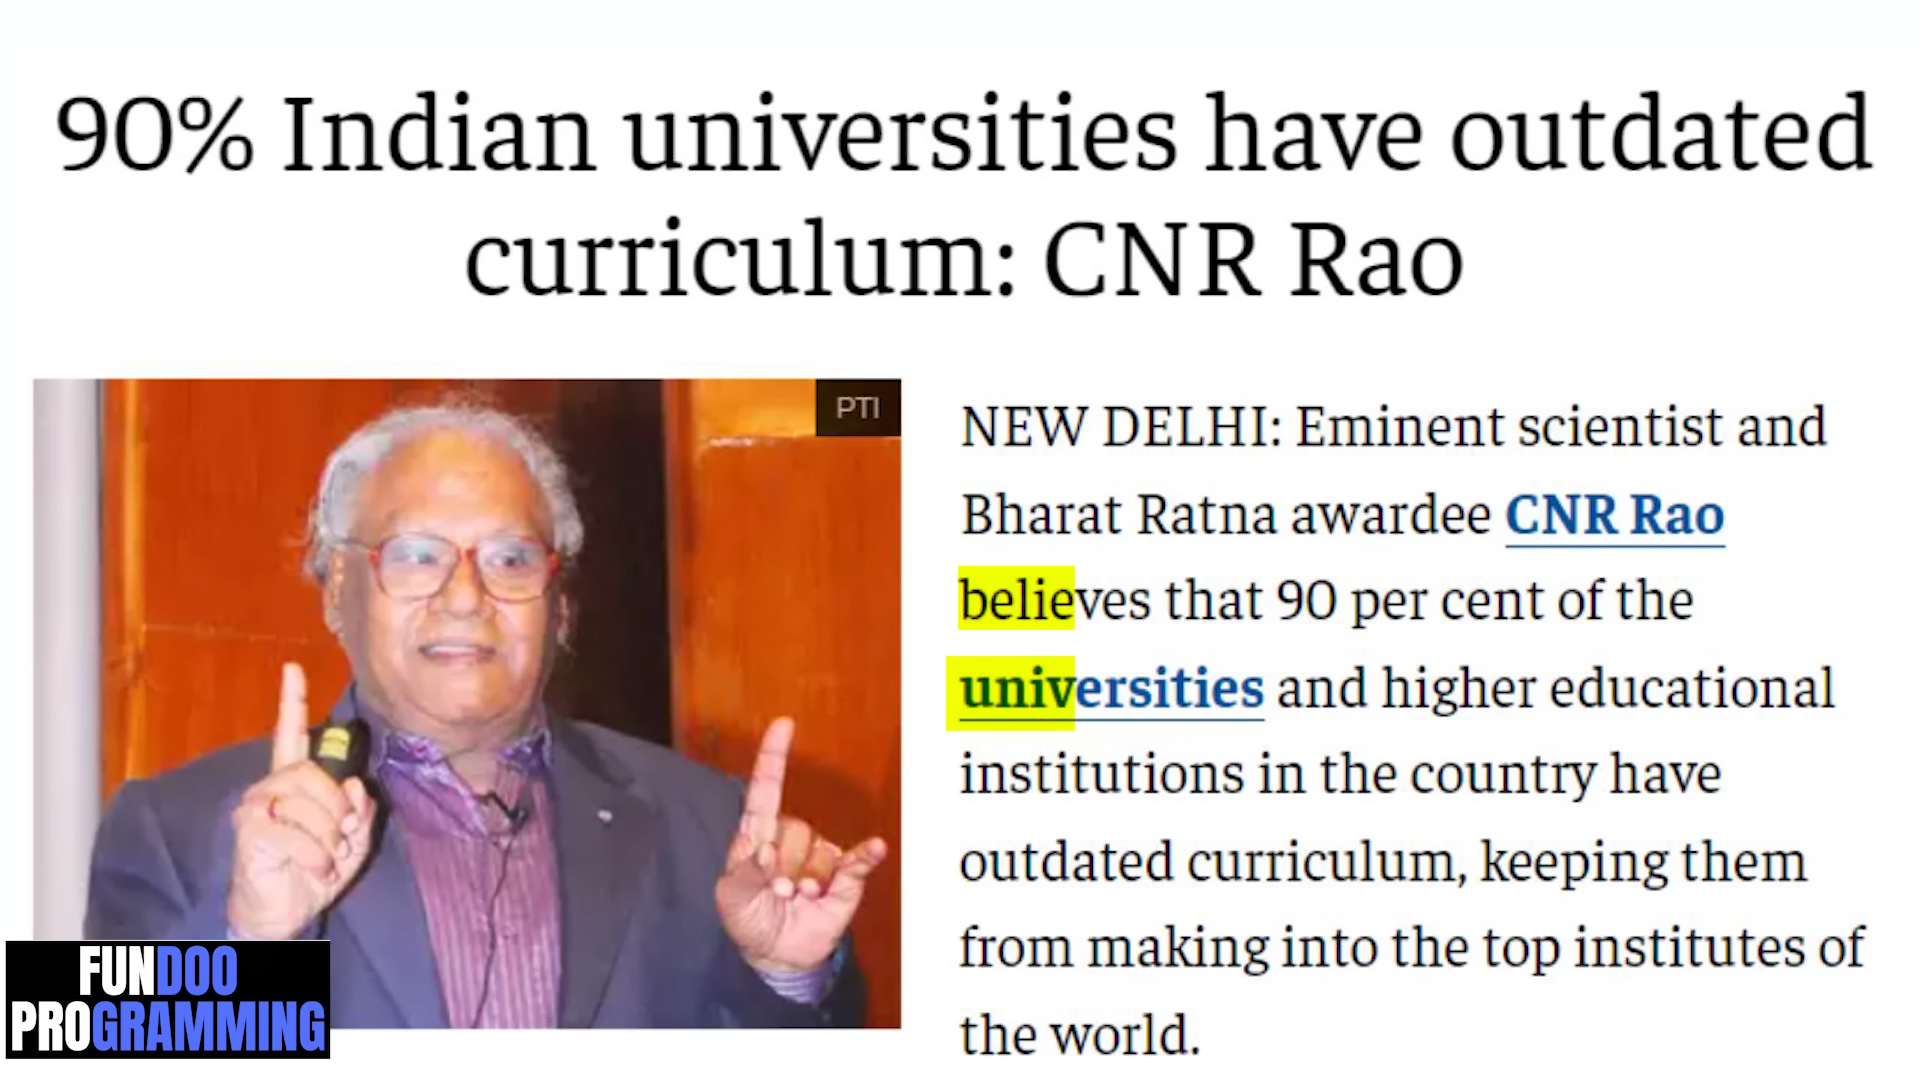 90% Indian universities have outdated
curriculum: CNR Rao
PTI
NEW DELHI: Eminent scientist and
Bharat Ratna awardee CNR Rao
believes that 90 per cent of the
universities and higher educational
institutions in the country have
outdated curriculum, keeping them
from making into the top institutes of
the world.
FUNDOO
PROGRAMMING